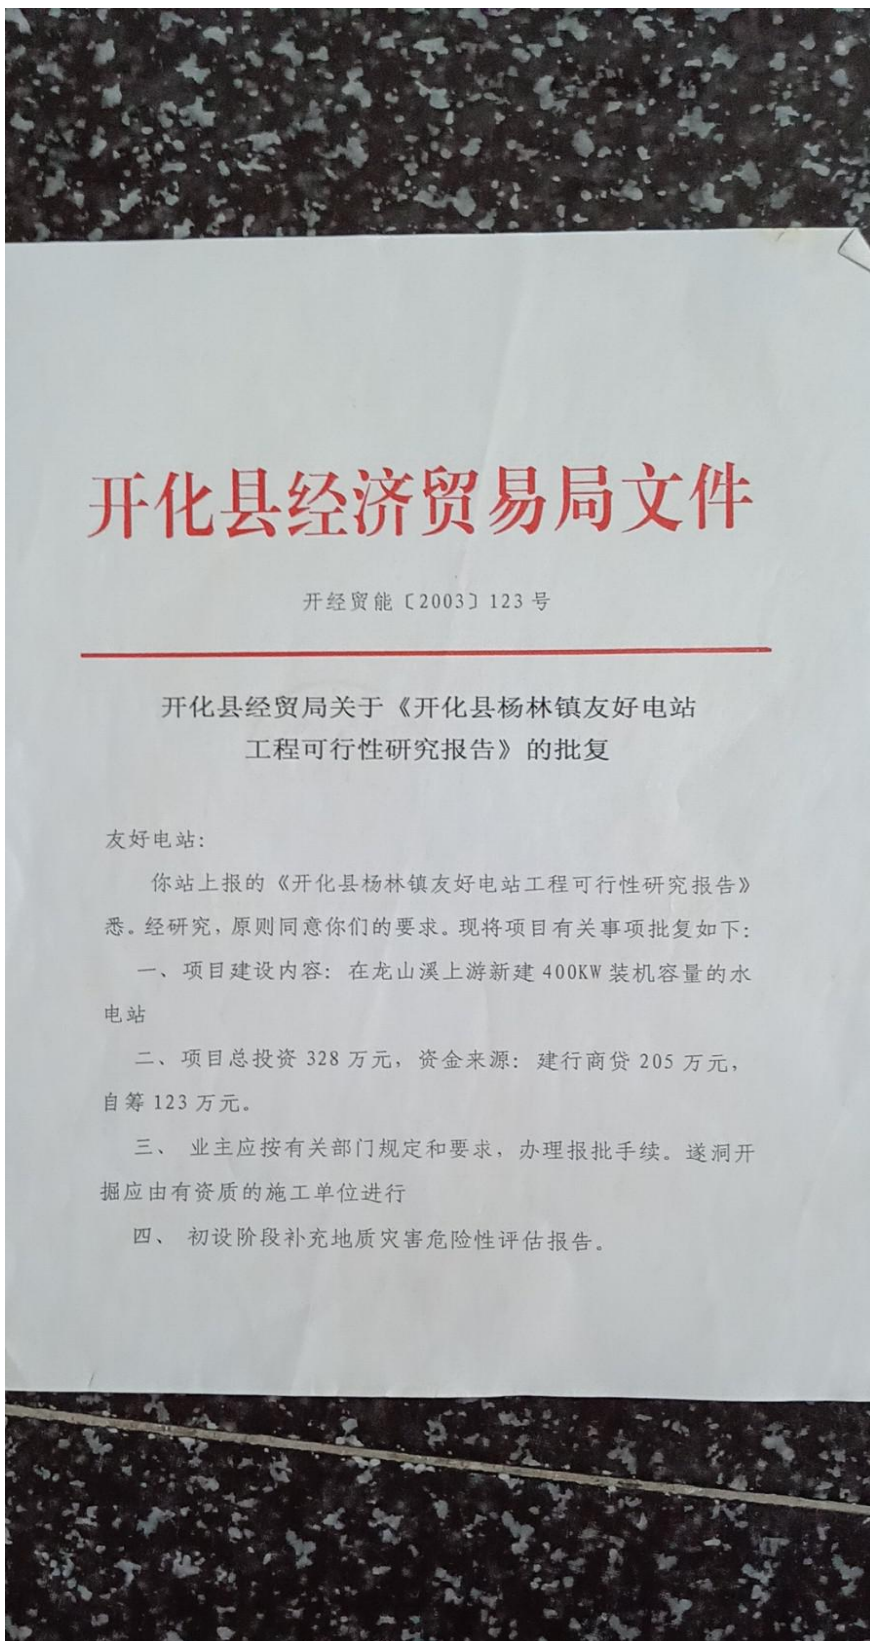 开化县经济贸易局文件
开经贸能〔2003〕123号
开化县经贸局关于《开化县杨林镇友好电站
工程可行性研究报告》的批复
友好电站：
你站上报的《开化县杨林镇友好电站工程可行性研究报告》
悉。经研究，原则同意你们的要求。现将项目有关事项批复如下：
一、项目建设内容：在龙山溪上游新建400KW装机容量的水
电站
二、项目总投资328万元，资金来源：建行商贷205万元，
自筹123万元。
三、 业主应按有关部门规定和要求，办理报批手续。遂洞开
掘应由有资质的施工单位进行
四、 初设阶段补充地质灾害危险性评估报告。